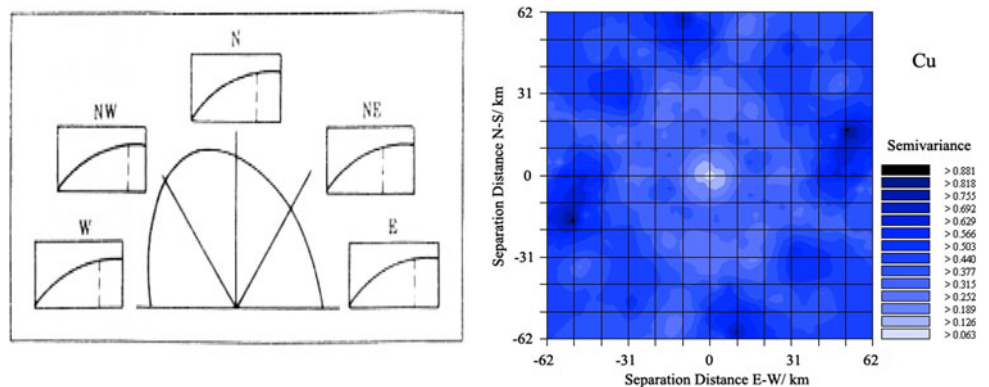 N
NW
NE
W
E
62
31
0
-31
-62
-62
-31
0
31
62
Separation Distance N-S/ km
Separation Distance E-W/ km
Cu
Semivariance
> 0.881
> 0.818
> 0.755
> 0.692
> 0.629
> 0.566
> 0.503
> 0.440
> 0.377
> 0.315
> 0.252
> 0.189
> 0.126
> 0.063